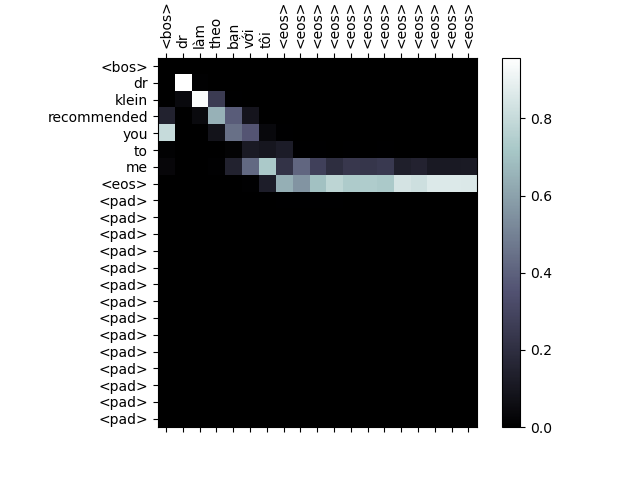 <bos> dr làm theo bạn với tôi <eos> <eos> <eos> <eos> <eos> <eos> <eos> <eos> <eos> <eos> <eos> <eos>
<bos>
dr
klein
recommended
you
to
me
<eos>
<pad>
<pad>
<pad>
<pad>
<pad>
<pad>
<pad>
<pad>
<pad>
<pad>
<pad>
<pad>
<pad>
<pad>
0.8
0.6
0.4
0.2
0.0